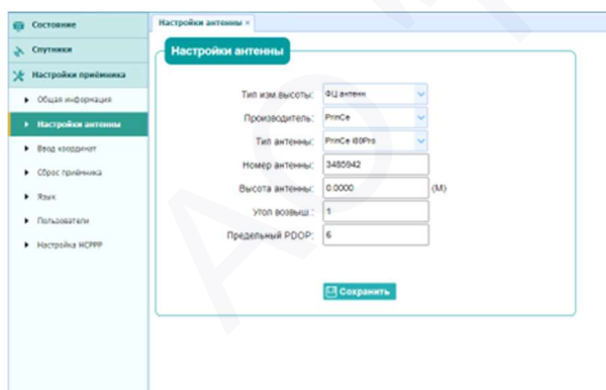 Состояние
Спутники
Настройки приёмника
Общая информация
Настройки антенны
Ввод координат
Сброс приёмника
Язык
Пользователи
Настройка HCPPP
Настройки антенны ×
Настройки антенны
Тип изм.высоты: ФЦ антенн
Производитель: PrinCe
Тип антенны: PrinCe i80Pro
Номер антенны: 3485942
Высота антенны: 0.0000 (М)
Угол возвыш.: 1
Предельный PDOP: 6
Сохранить